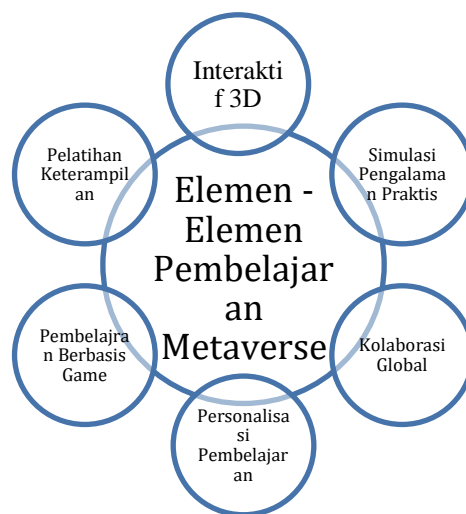 Interakti
f 3D
Simulasi
Pengalama
n Praktis
Kolaborasi
Global
Personalisa
si
Pembelajar
an
Pembelajra
n Berbasis
Game
Pelatihan
Keterampil
an
Elemen -
Elemen
Pembelajar
an
Metaverse